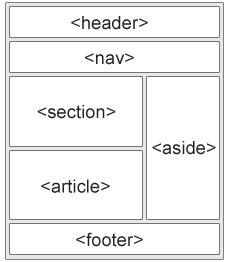 <header>
<nav>
<section>
<aside>
<article>
<footer>